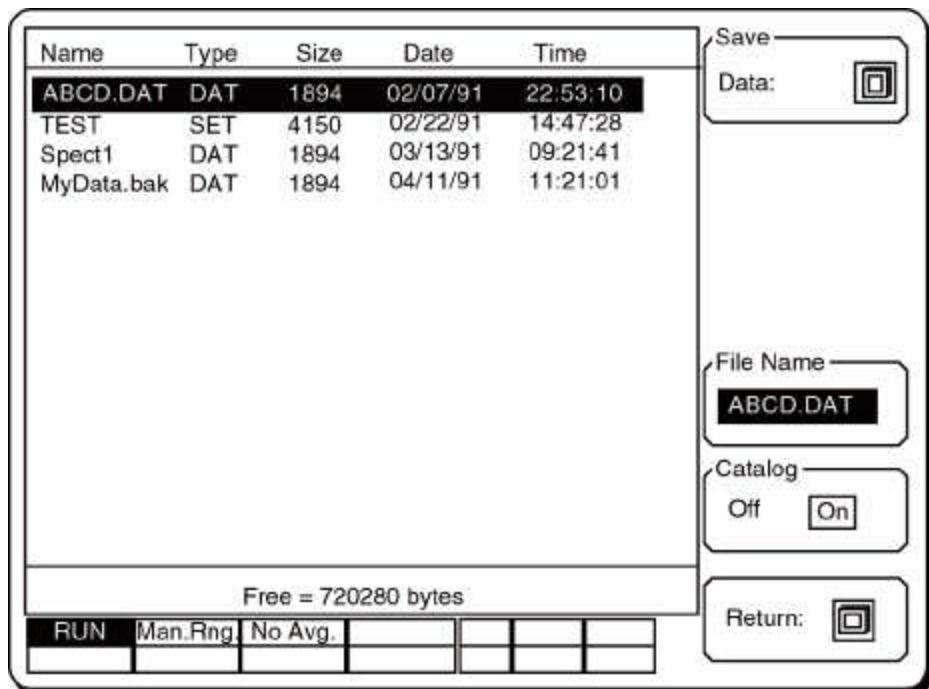 Name Type Size Date Time
ABCD.DAT DAT 1894 02/07/91 22:53:10
TEST SET 4150 02/22/91 14:47:28
Spect1 DAT 1894 03/13/91 09:21:41
MyData.bak DAT 1894 04/11/91 11:21:01
Free = 720280 bytes
RUN Man.Rng. No Avg.
Save
Data:
File Name
ABCD.DAT
Catalog
Off On
Return: